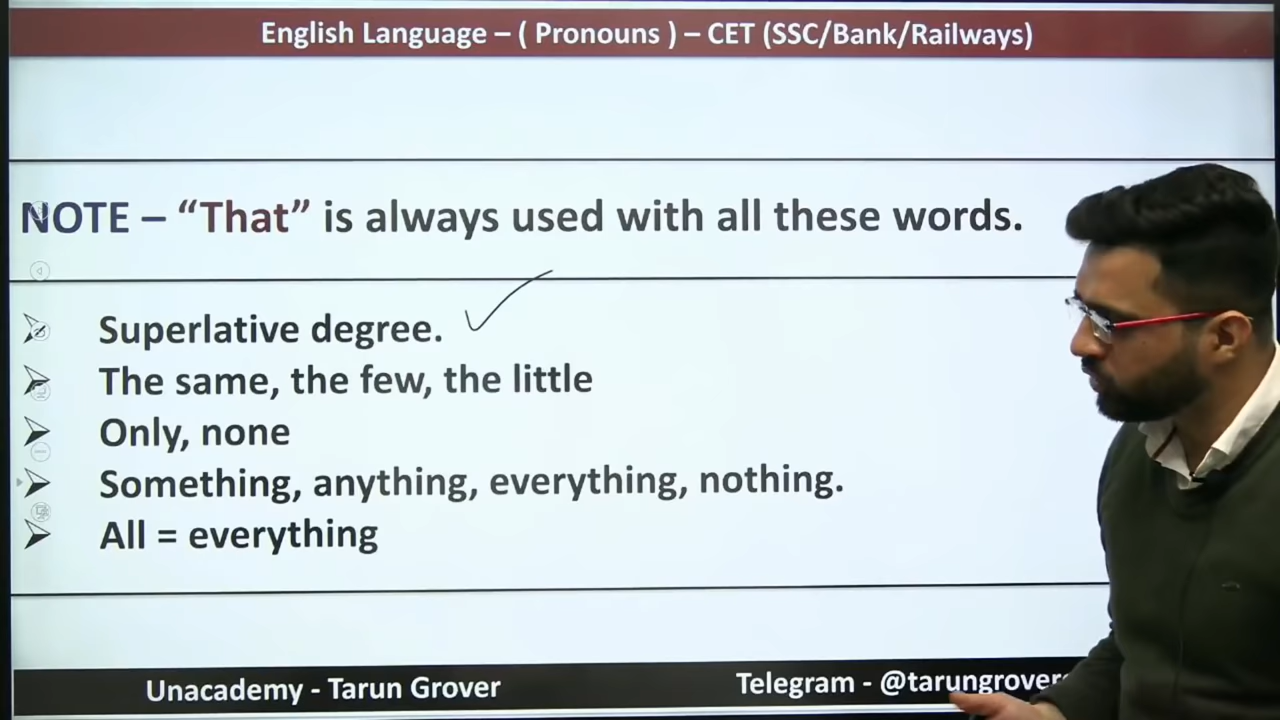 English Language – ( Pronouns ) – CET (SSC/Bank/Railways)
NOTE – “That” is always used with all these words.
Superlative degree.
The same, the few, the little
Only, none
Something, anything, everything, nothing.
All = everything
Unacademy - Tarun Grover
Telegram - @tarungrover